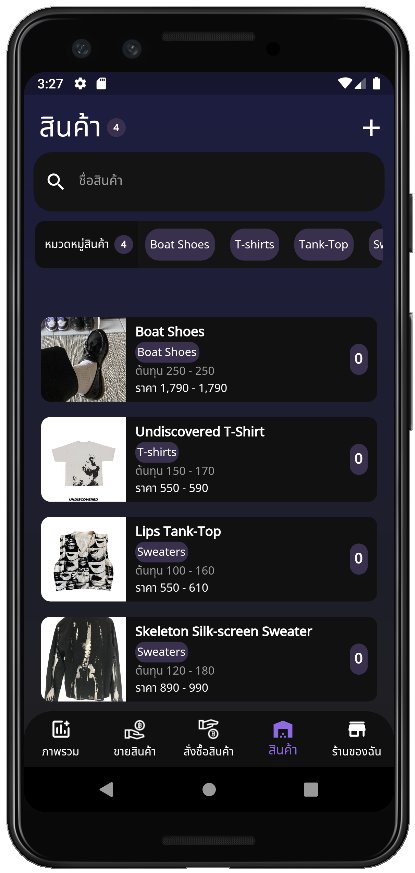 3:27
สินค้า 4
ชื่อสินค้า
หมวดหมู่สินค้า 4 Boat Shoes T-shirts Tank-Top
Boat Shoes
Boat Shoes
ต้นทุน 250 - 250
ราคา 1,790 - 1,790
0
Undiscovered T-Shirt
T-shirts
ต้นทุน 150 - 170
ราคา 550 - 590
0
UNDISCOVERED
Lips Tank-Top
Sweaters
ต้นทุน 100 - 160
ราคา 550 - 610
0
Skeleton Silk-screen Sweater
Sweaters
ต้นทุน 120 - 180
ราคา 890 - 990
0
ภาพรวม ขายสินค้า สั่งซื้อสินค้า สินค้า ร้านของฉัน